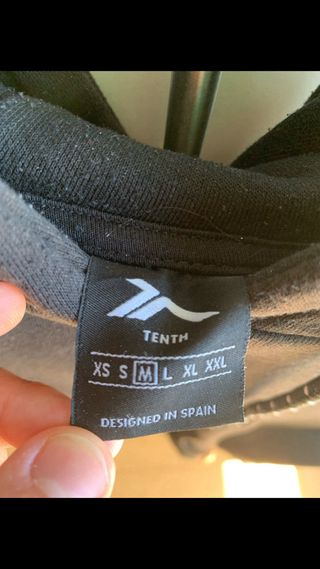 TENTH
XS S M L XL XXL
DESIGNED IN SPAIN